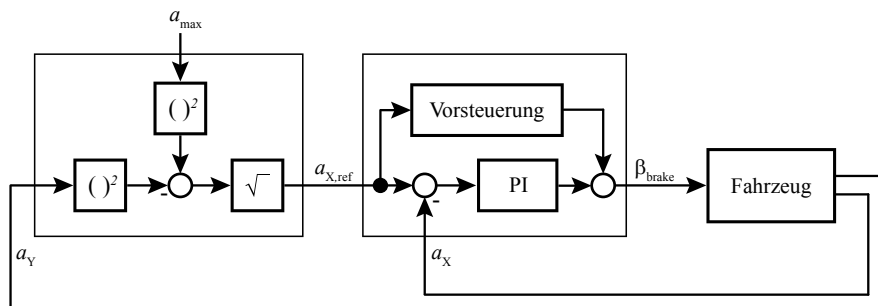 a_max
( )²
Vorsteuerung
( )²
-
√
a_X,ref
-
PI
β_brake
Fahrzeug
a_Y
a_X